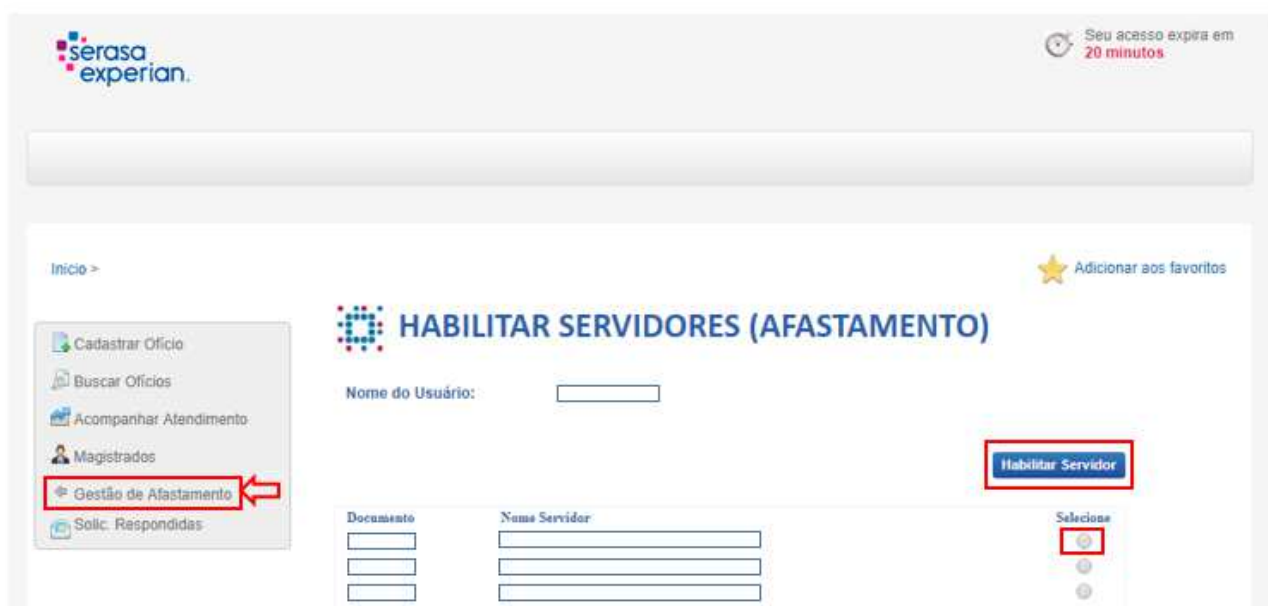 serasa
experian.
Seu acesso expira em
20 minutos
Início >
Adicionar aos favoritos
Cadastrar Ofício
Buscar Ofícios
Acompanhar Atendimento
Magistrados
Gestão de Afastamento
Solic. Respondidas
HABILITAR SERVIDORES (AFASTAMENTO)
Nome do Usuário:
Habilitar Servidor
Documento Nome Servidor Selecione